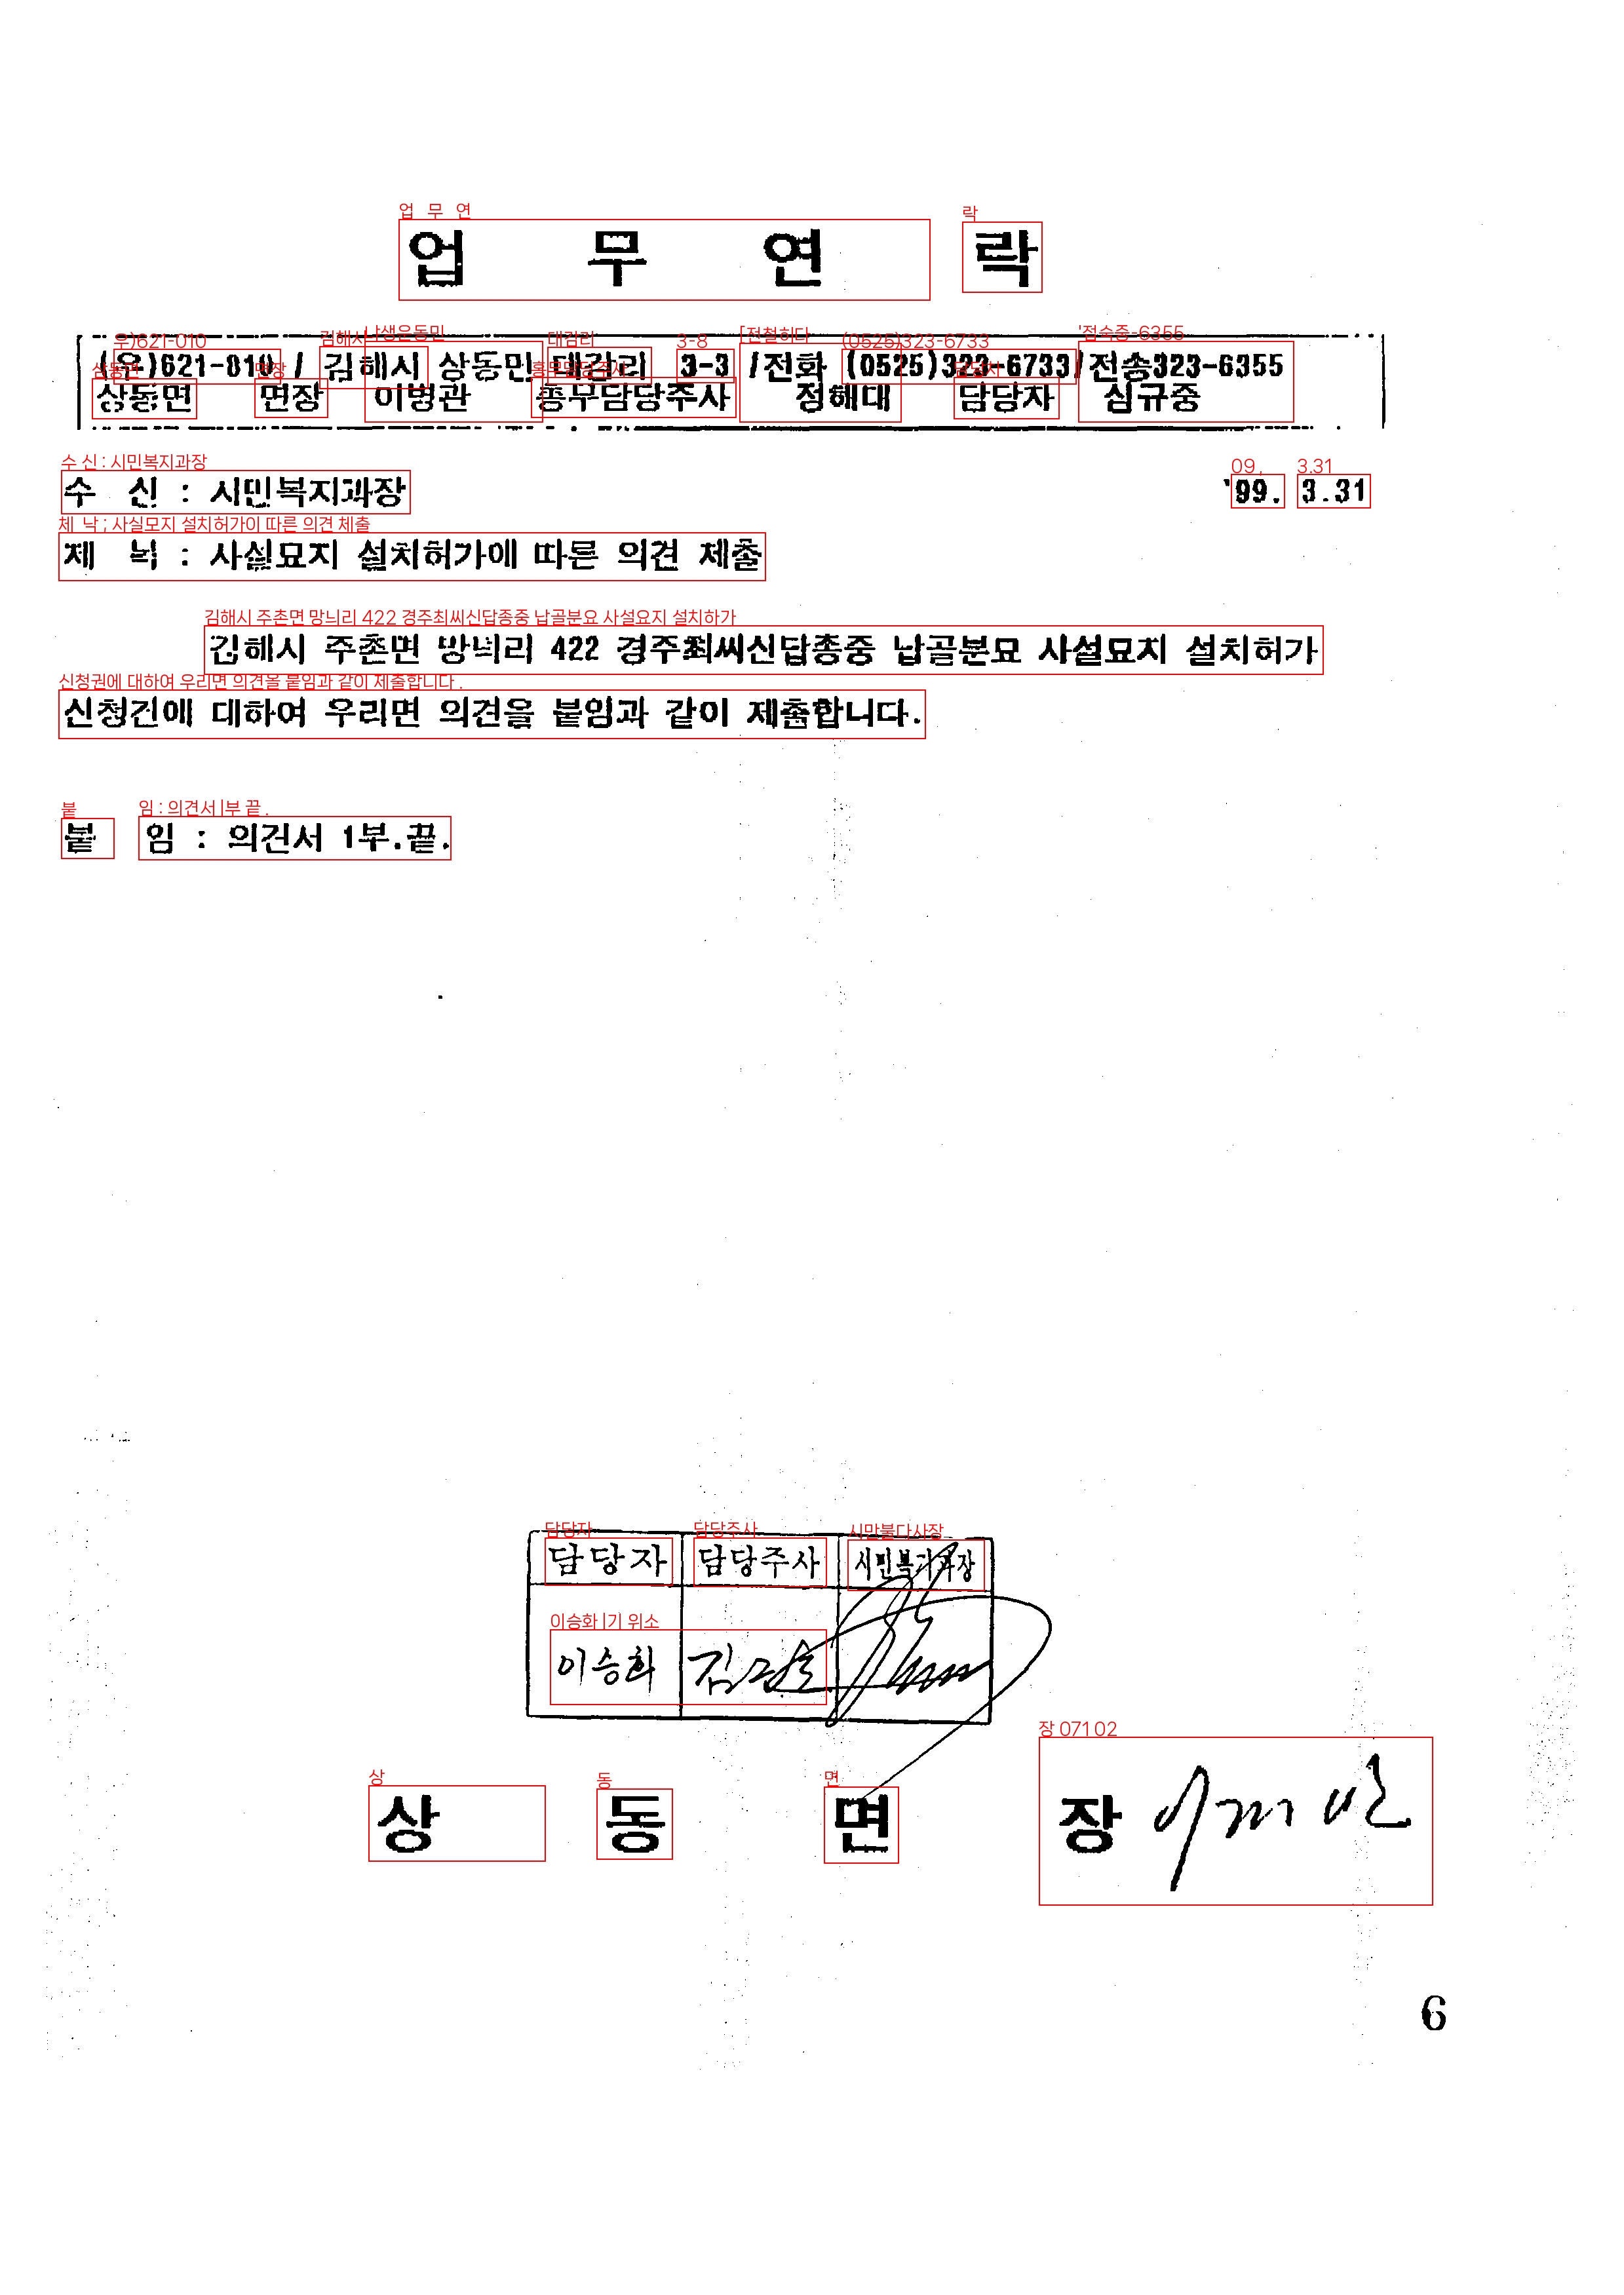 업 무 연 락
(우)621-810 / 김해시 상동면 대감리 3-3 /전화 (0525)323-6733/전송323-6355
상동면 면장 이병관 총무담당주사 정해대 담당자 심규중
수 신 : 시민복지과장 '99. 3.31
제 목 : 사설묘지 설치허가에 따른 의견 제출
김해시 주촌면 망덕리 422 경주최씨신답종중 납골분묘 사설묘지 설치허가
신청건에 대하여 우리면 의견을 붙임과 같이 제출합니다.
붙 임 : 의견서 1부.끝.
담당자 담당주사 시민복지과장
이승화
상 동 면 장
6